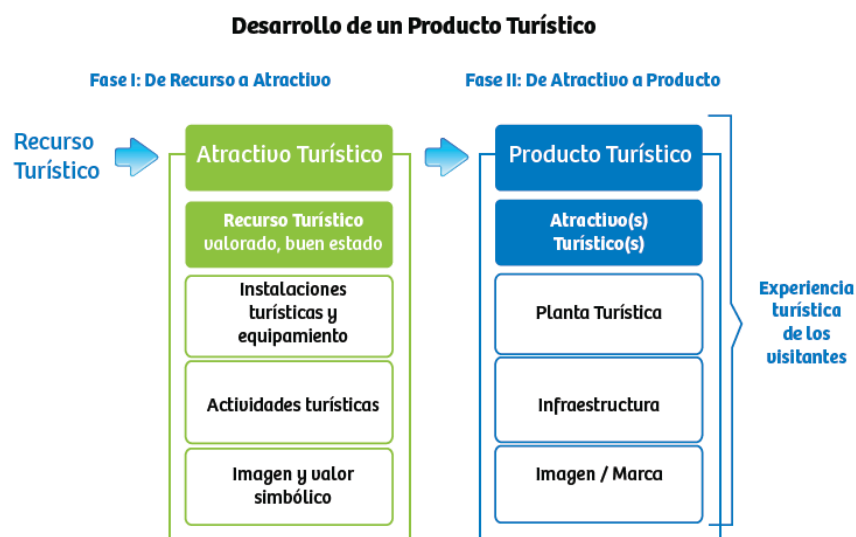 Desarrollo de un Producto Turístico
Fase I: De Recurso a Atractivo
Fase II: De Atractivo a Producto
Recurso
Turístico
Atractivo Turístico
Recurso Turístico
valorado, buen estado
Instalaciones
turísticas y
equipamiento
Actividades turísticas
Imagen y valor
simbólico
Producto Turístico
Atractivo(s)
Turístico(s)
Planta Turística
Infraestructura
Imagen / Marca
Experiencia
turística
de los
visitantes